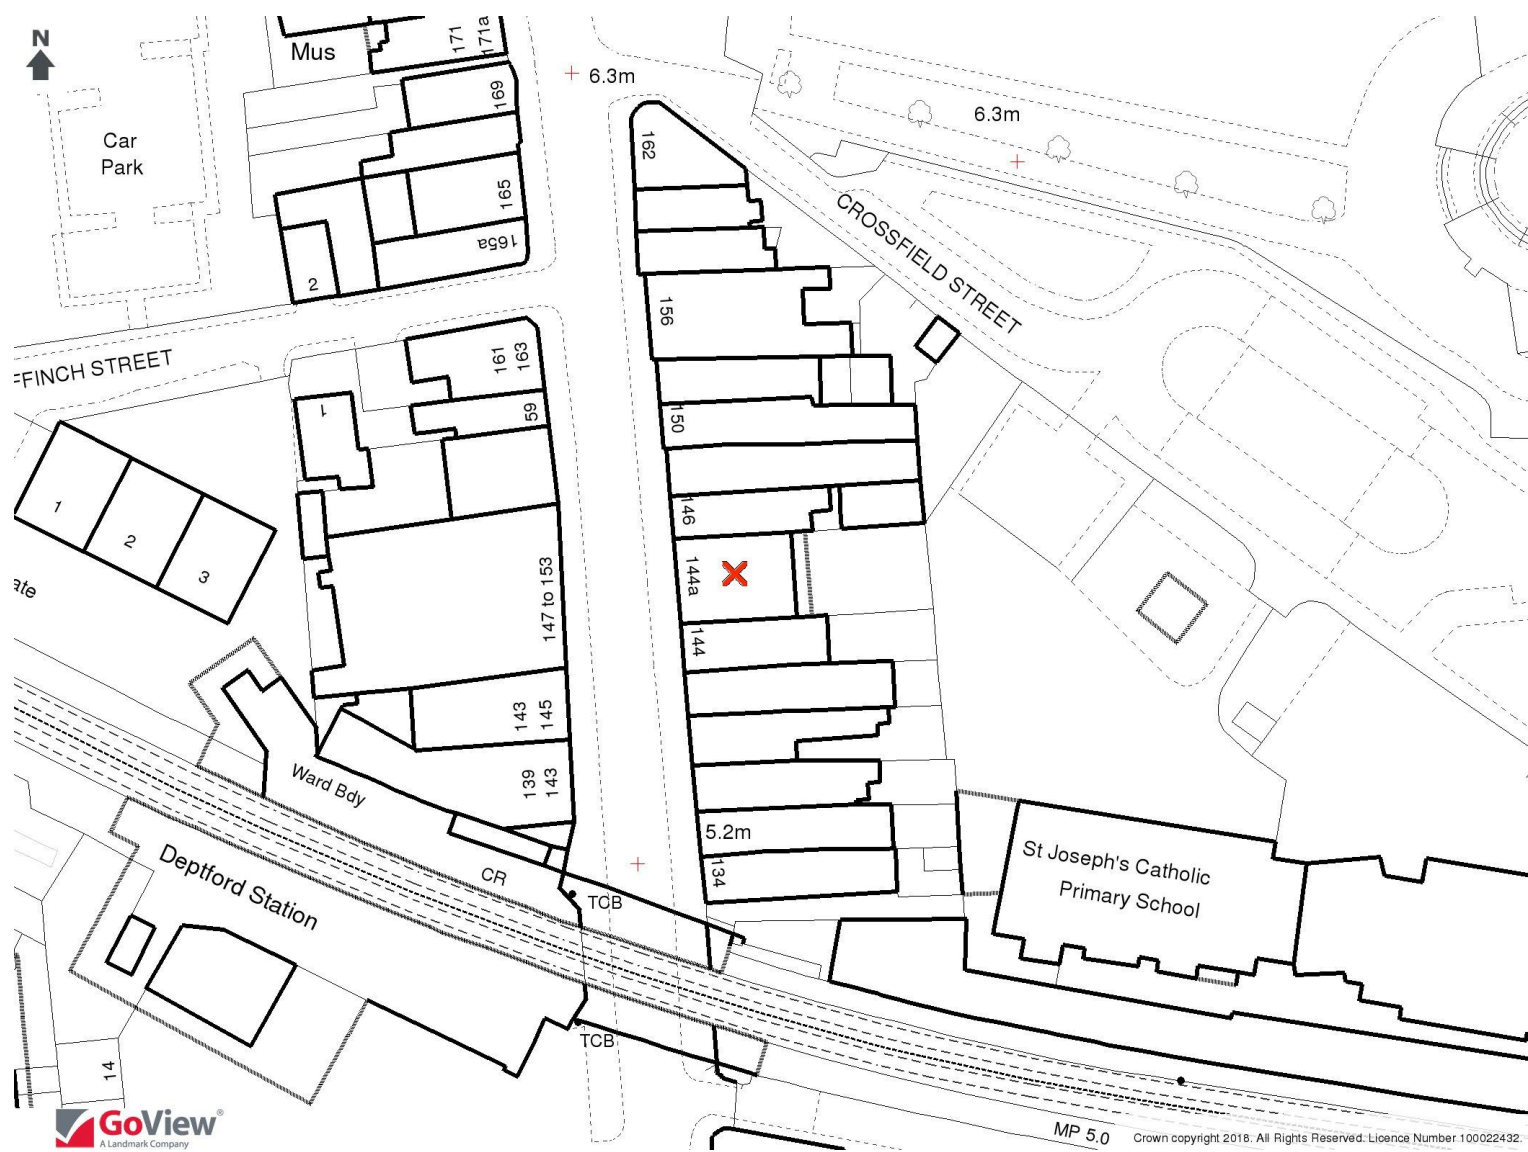 N
Mus
171
171a
169
6.3m
6.3m
Car
Park
162
165
165a
2
CROSSFIELD STREET
156
FFINCH STREET
161
163
1
59
150
1
2
3
146
147 to 153
144a
144
ate
143
145
139
143
Ward Bdy
5.2m
134
St Joseph's Catholic
Primary School
Deptford Station
CR
TCB
TCB
14
MP 5.0
GoView®
A Landmark Company
Crown copyright 2018. All Rights Reserved. Licence Number 100022432.